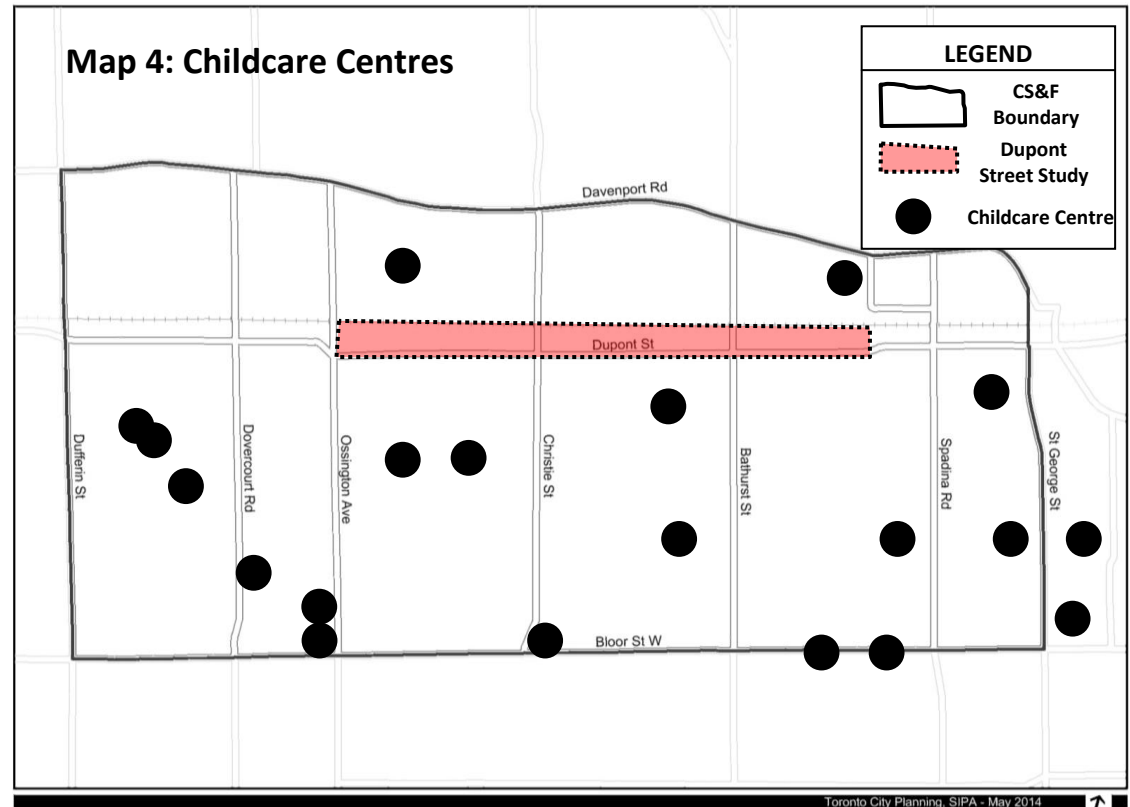 Map 4: Childcare Centres
LEGEND
CS&F
Boundary
Dupont
Street Study
Childcare Centre
Davenport Rd
Dupont St
Dufferin St
Dovercourt Rd
Ossington Ave
Christie St
Bathurst St
Spadina Rd
St George St
Bloor St W
Toronto City Planning, SIPA - May 2014